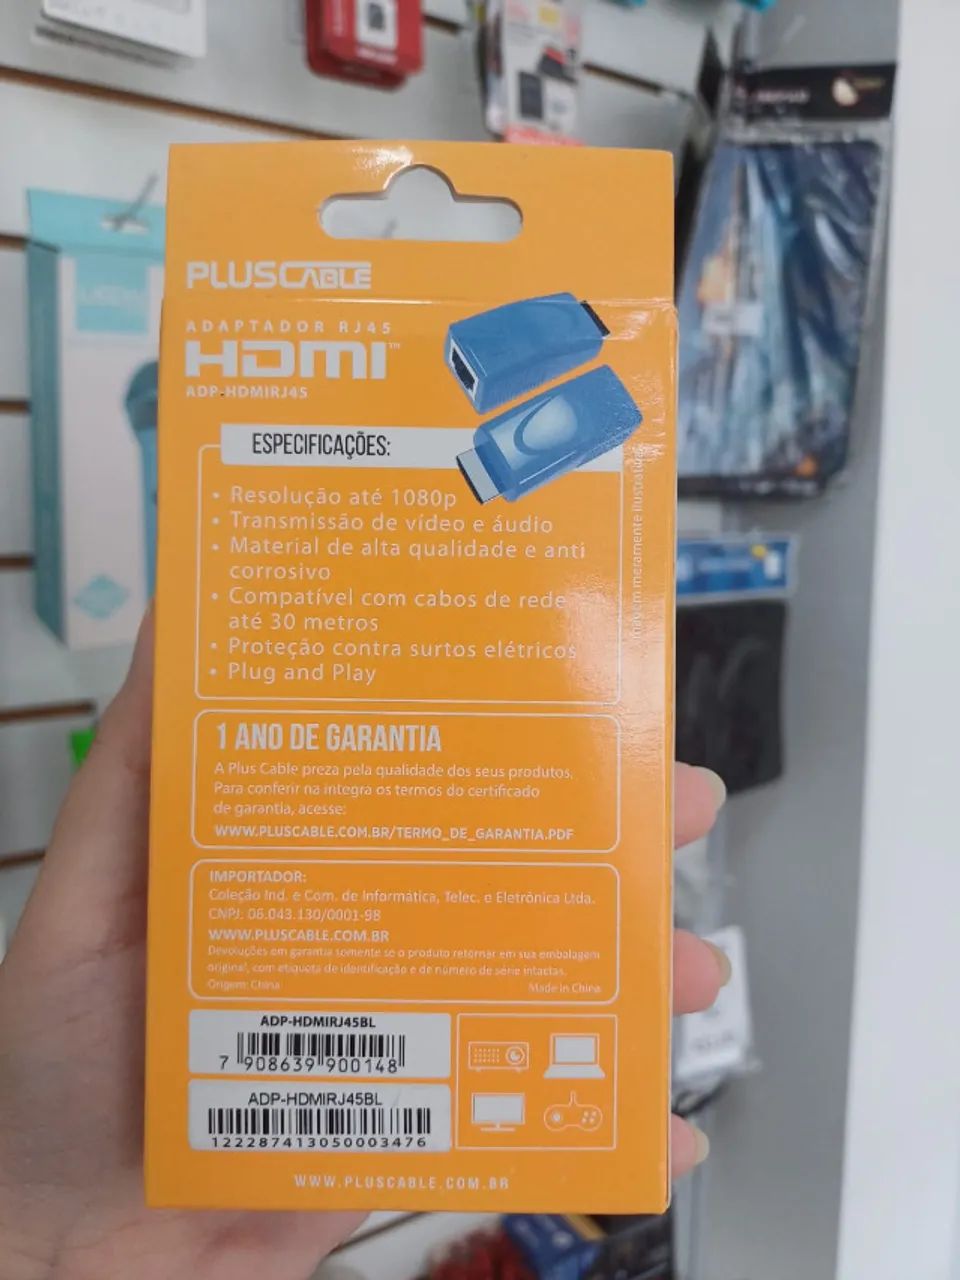 PLUSCABLE
ADAPTADOR RJ45
HDMI™
ADP-HDMIRJ45
ESPECIFICAÇÕES:
• Resolução até 1080p
• Transmissão de vídeo e áudio
• Material de alta qualidade e anti
corrosivo
• Compatível com cabos de rede
até 30 metros
• Proteção contra surtos elétricos
• Plug and Play
Imagem meramente ilustrativa
1 ANO DE GARANTIA
A Plus Cable preza pela qualidade dos seus produtos.
Para conferir na integra os termos do certificado
de garantia, acesse:
WWW.PLUSCABLE.COM.BR/TERMO_DE_GARANTIA.PDF
IMPORTADOR:
Coleção Ind. e Com. de Informática, Telec. e Eletrônica Ltda.
CNPJ. 06.043.130/0001-98
WWW.PLUSCABLE.COM.BR
Devoluções em garantia somente se o produto retornar em sua embalagem
original, com etiqueta de identificação e de número de série intactas.
Origem: China Made in China
ADP-HDMIRJ45BL
7 908639 900148
ADP-HDMIRJ45BL
1222874130500003476
WWW.PLUSCABLE.COM.BR